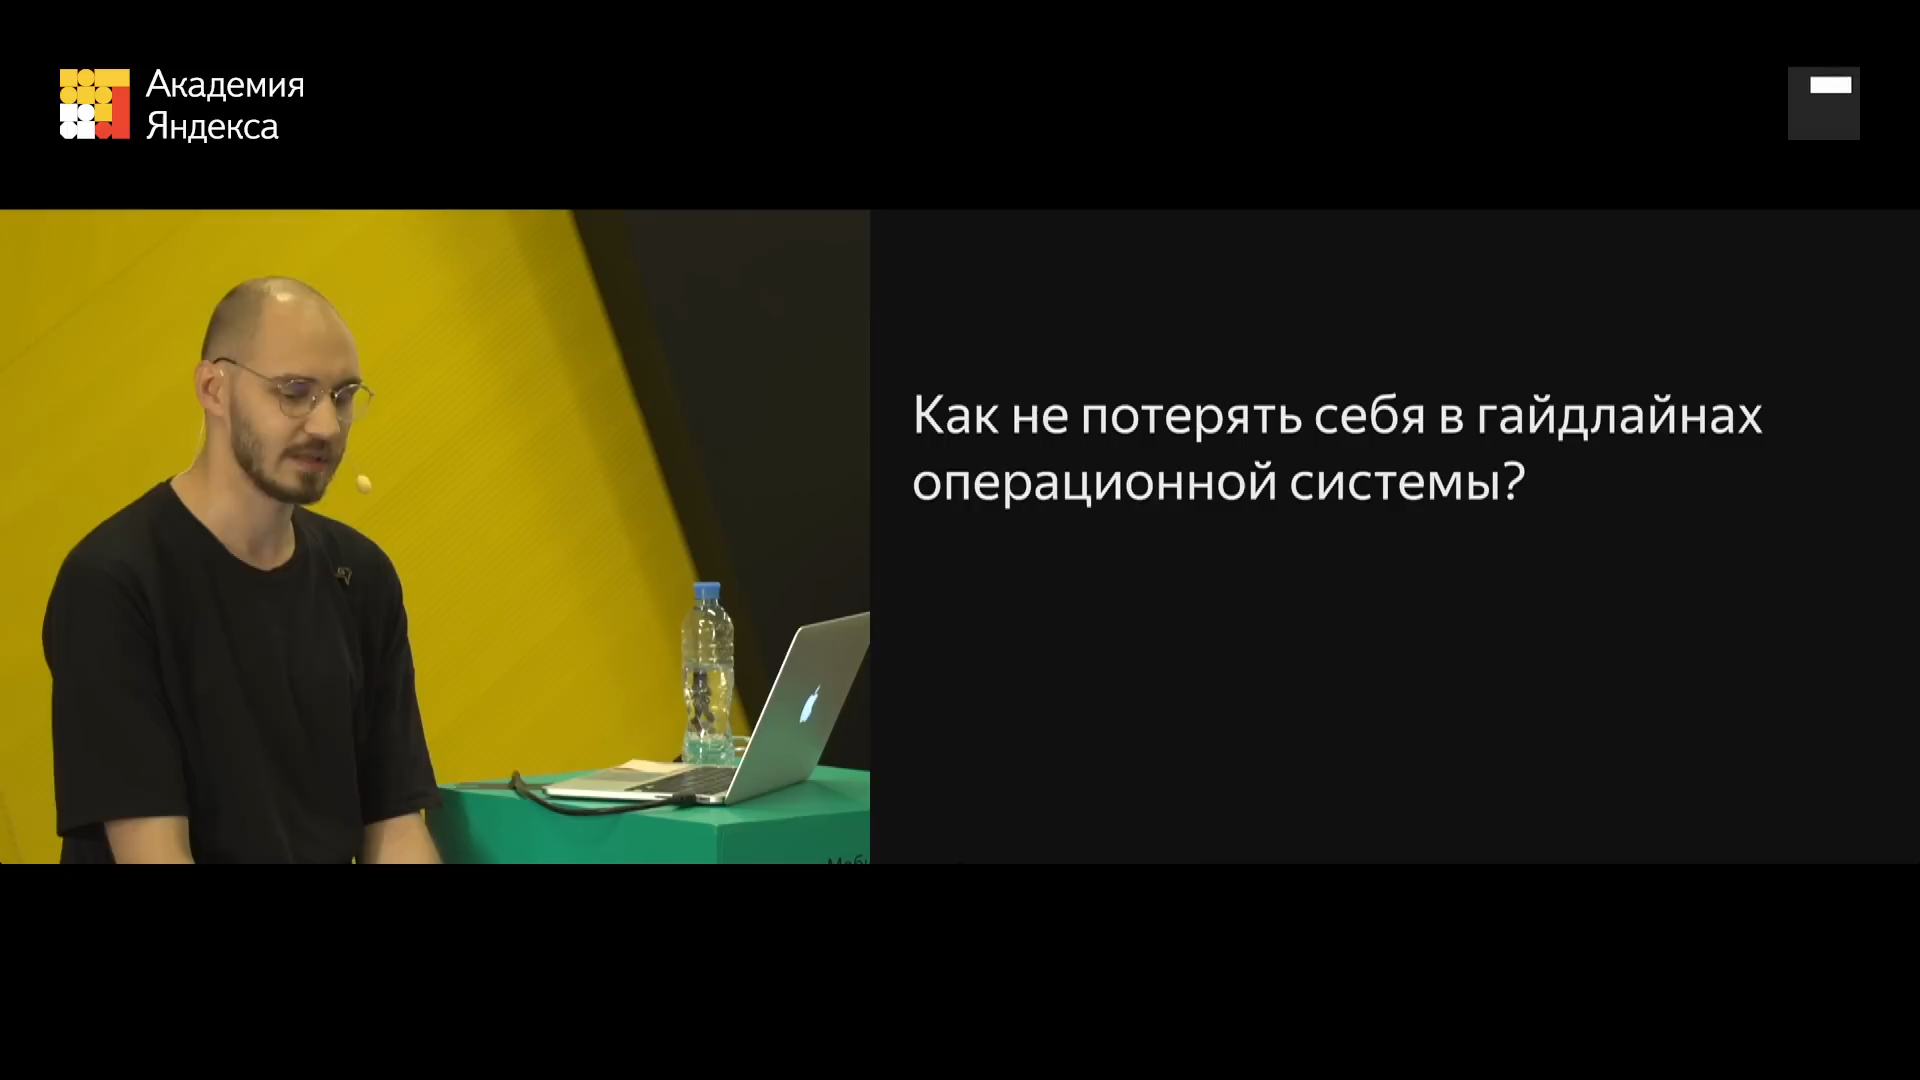 Академия
Яндекса
Как не потерять себя в гайдлайнах
операционной системы?